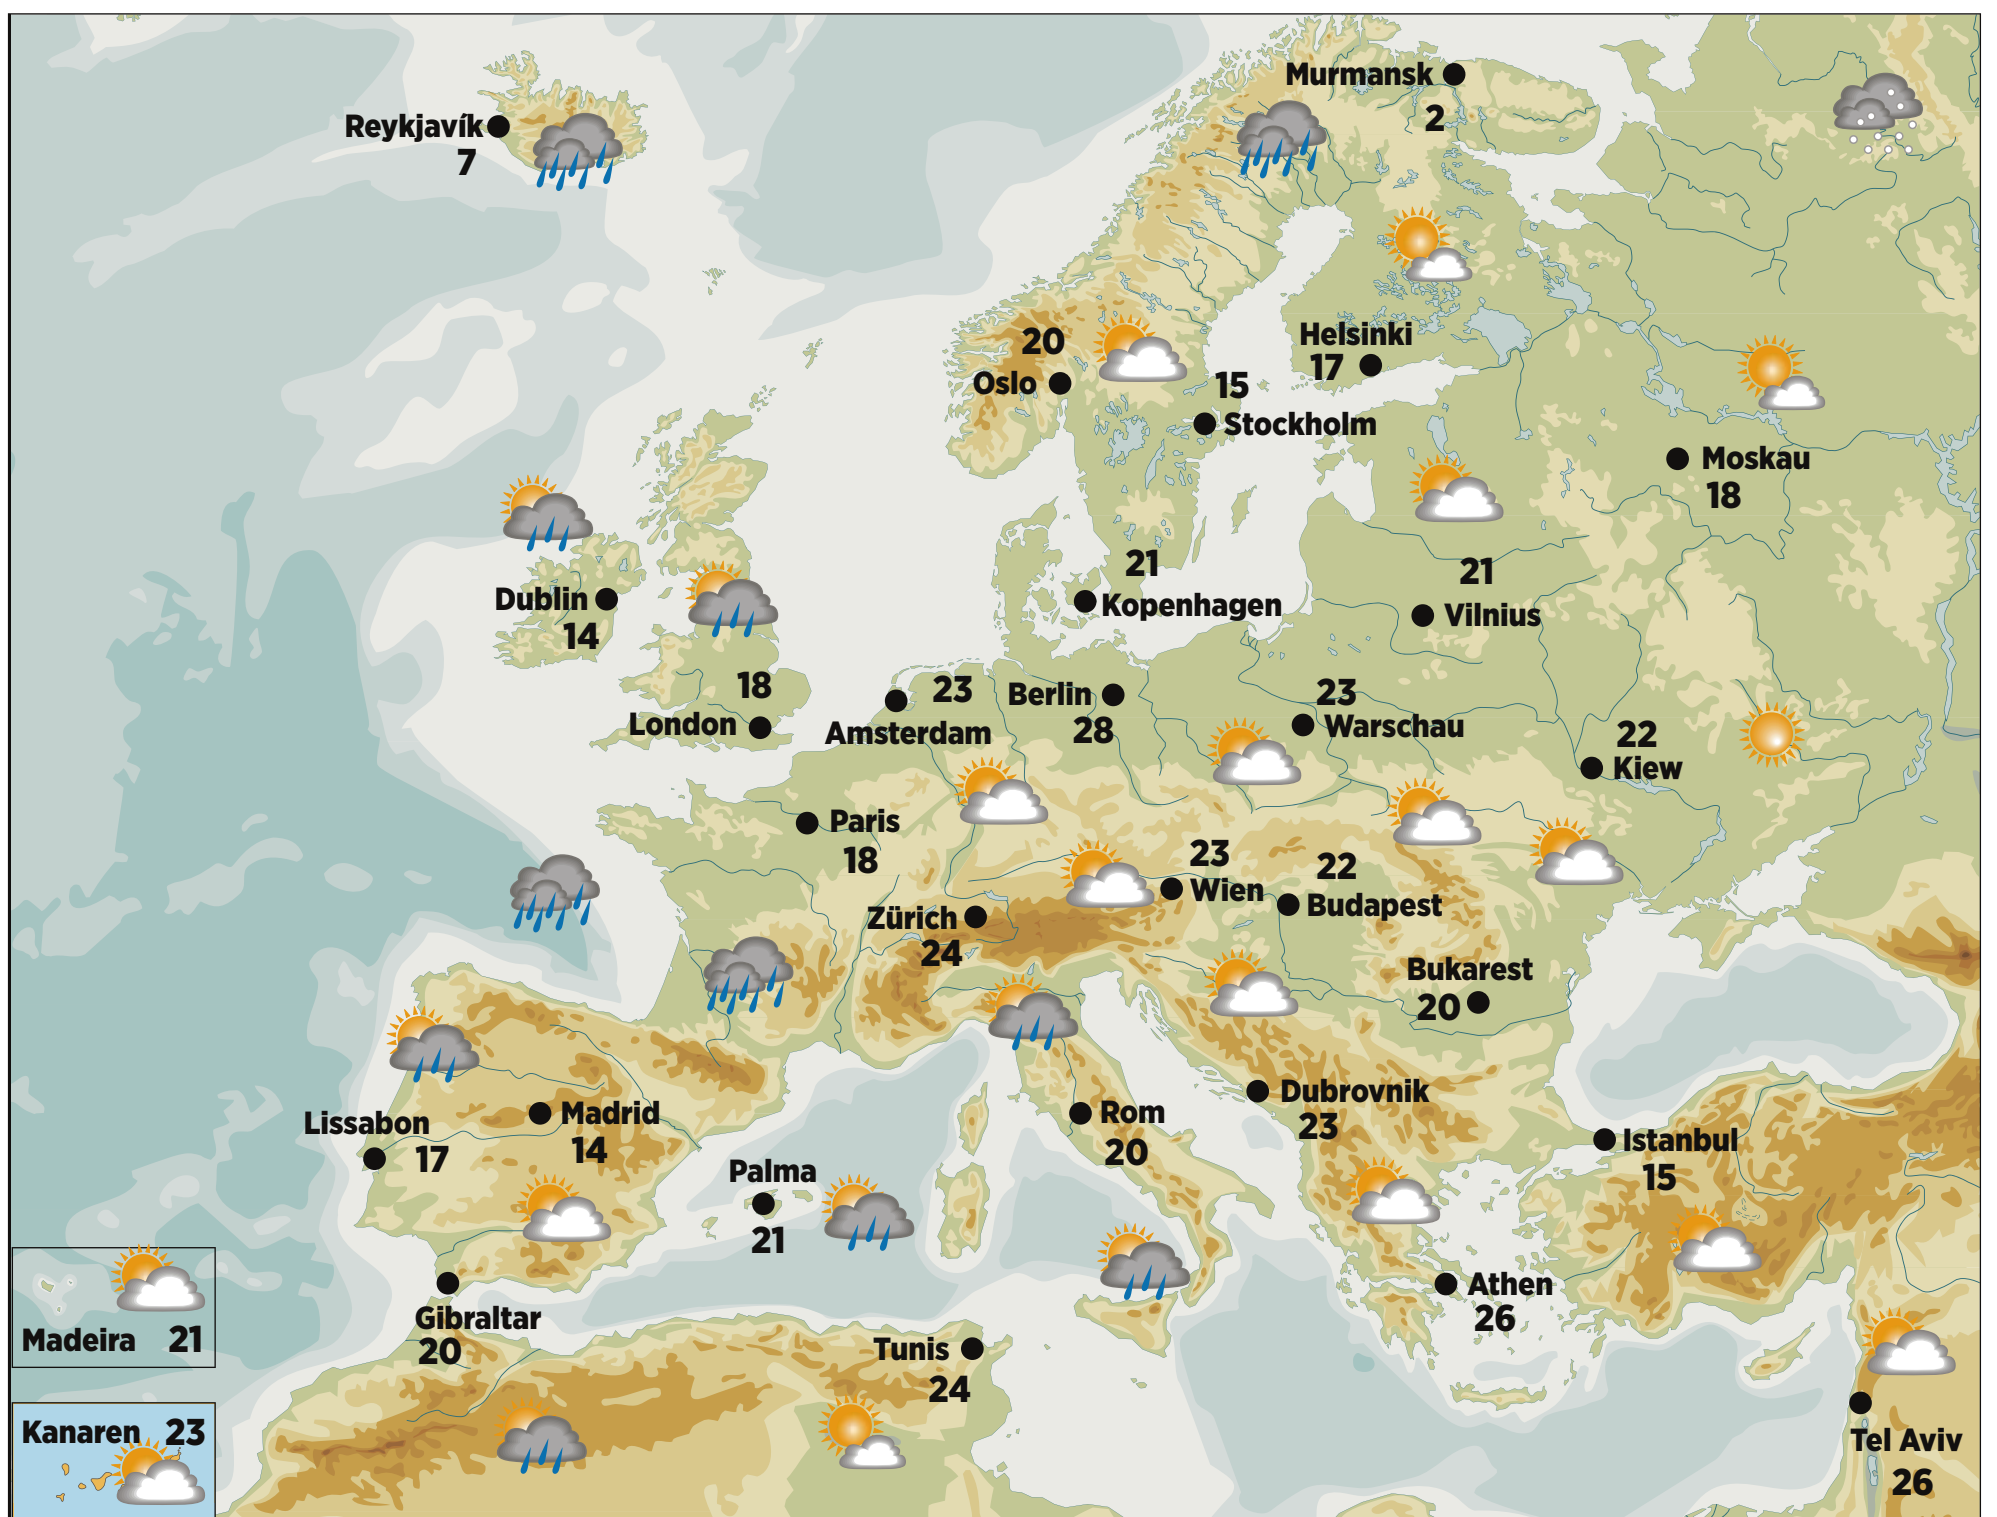 Murmansk
2
Reykjavík
7
20
Oslo
Helsinki
17
15
Stockholm
Moskau
18
21
Kopenhagen
21
Vilnius
Dublin
14
18
London
23
Amsterdam
Berlin
28
23
Warschau
22
Kiew
Paris
18
23
Wien
22
Budapest
Zürich
24
Bukarest
20
Dubrovnik
23
Lissabon
17
Madrid
14
Rom
20
Istanbul
15
Palma
21
Gibraltar
20
Athen
26
Tunis
24
Madeira 21
Kanaren 23
Tel Aviv
26